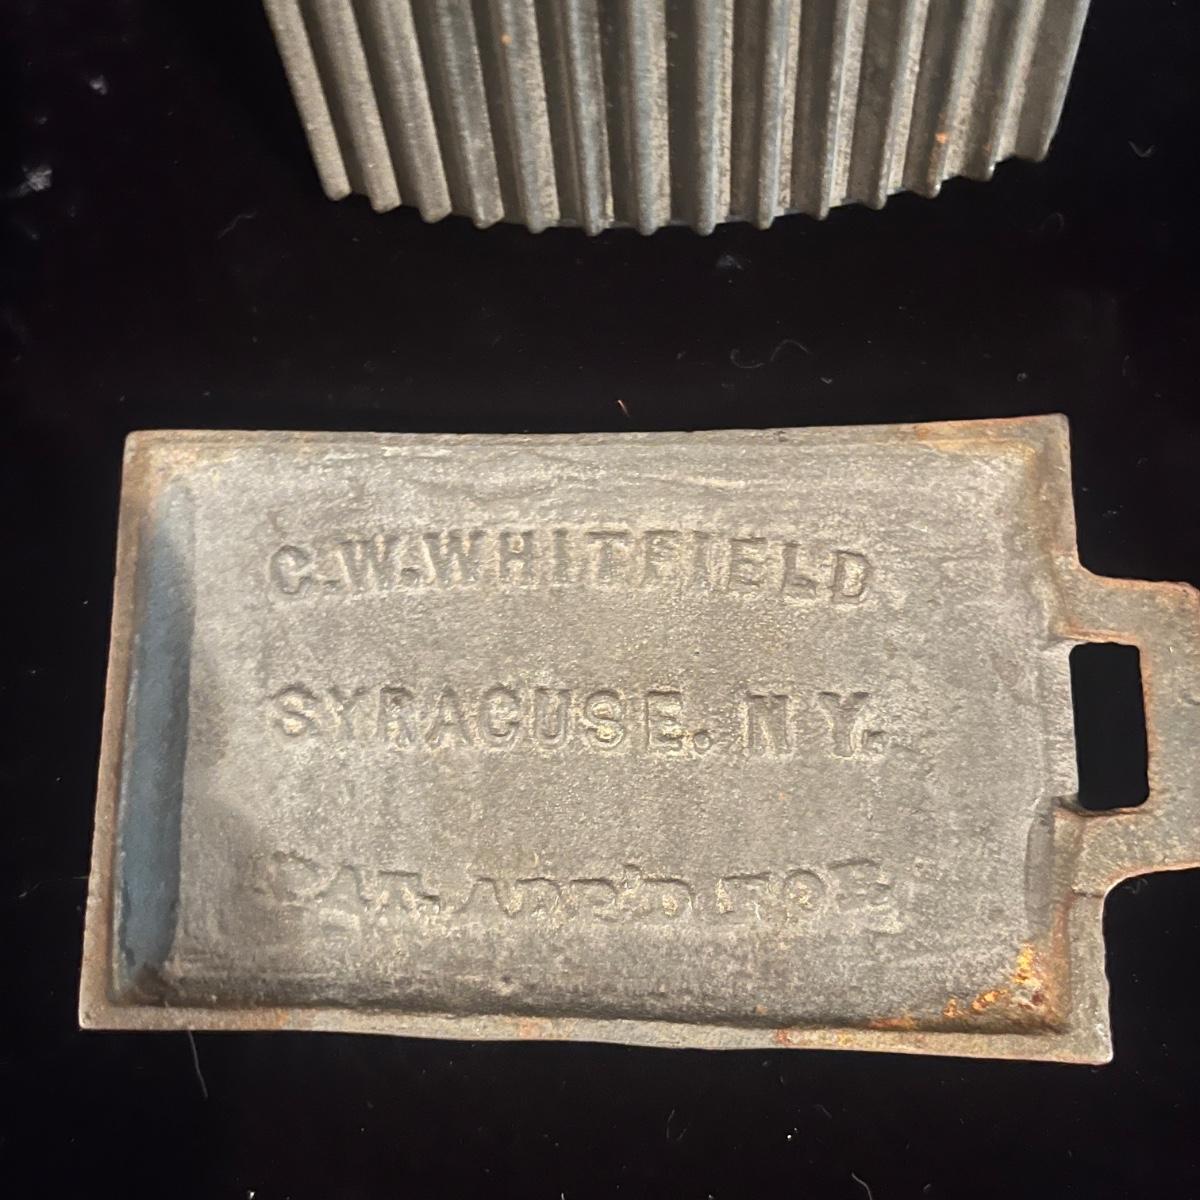 C.W.WHITFIELD
SYRACUSE. N Y.
PAT. APP'D FOR